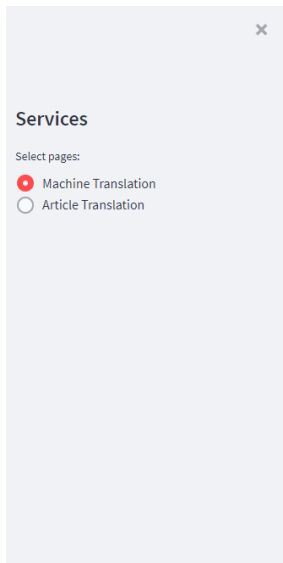 Services
Select pages:
Machine Translation
Article Translation